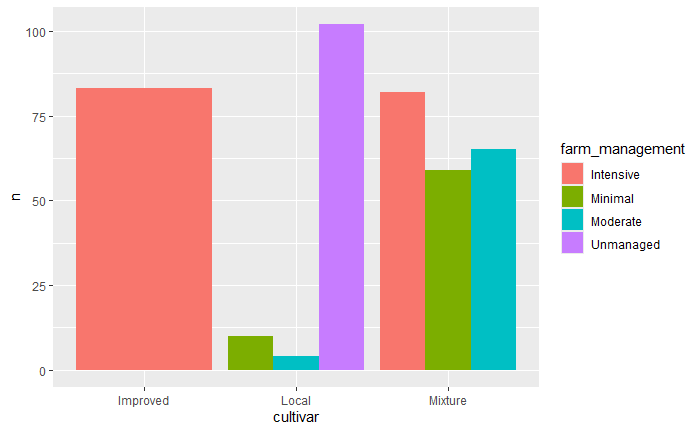 100
75
50
25
0
n
Improved
Local
Mixture
cultivar
farm_management
Intensive
Minimal
Moderate
Unmanaged